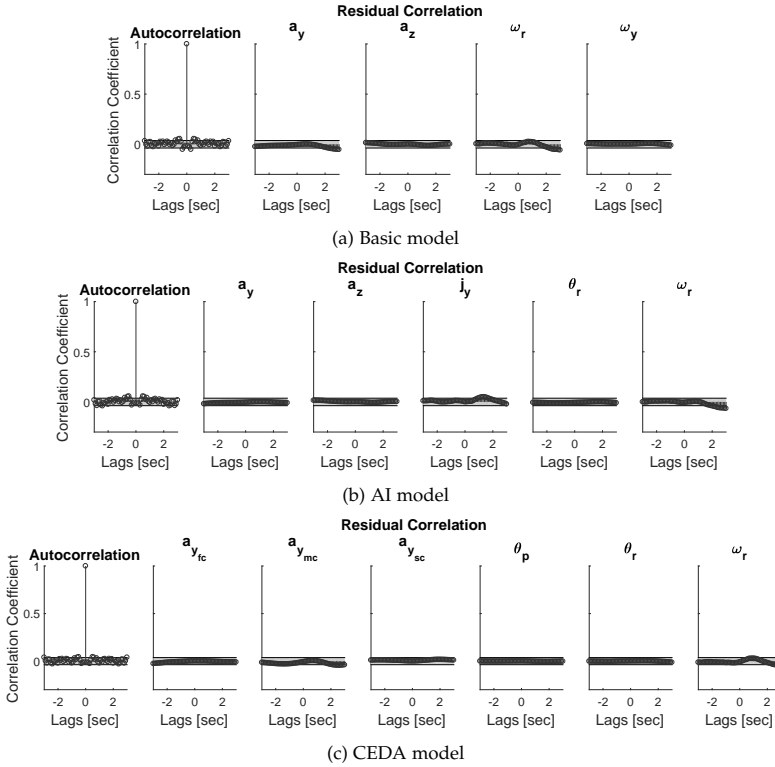 Residual Correlation
Autocorrelation a_y a_z ω_r ω_y
Correlation Coefficient
1
0.5
0
-2 0 2 -2 0 2 -2 0 2 -2 0 2 -2 0 2
Lags [sec] Lags [sec] Lags [sec] Lags [sec] Lags [sec]
(a) Basic model
Residual Correlation
Autocorrelation a_y a_z j_y θ_r ω_r
Correlation Coefficient
1
0.5
0
-2 0 2 -2 0 2 -2 0 2 -2 0 2 -2 0 2 -2 0 2
Lags [sec] Lags [sec] Lags [sec] Lags [sec] Lags [sec] Lags [sec]
(b) AI model
Residual Correlation
Autocorrelation a_y_fc a_y_mc a_y_sc θ_p θ_r ω_r
Correlation Coefficient
1
0.5
0
-2 0 2 -2 0 2 -2 0 2 -2 0 2 -2 0 2 -2 0 2 -2 0 2
Lags [sec] Lags [sec] Lags [sec] Lags [sec] Lags [sec] Lags [sec] Lags [sec]
(c) CEDA model